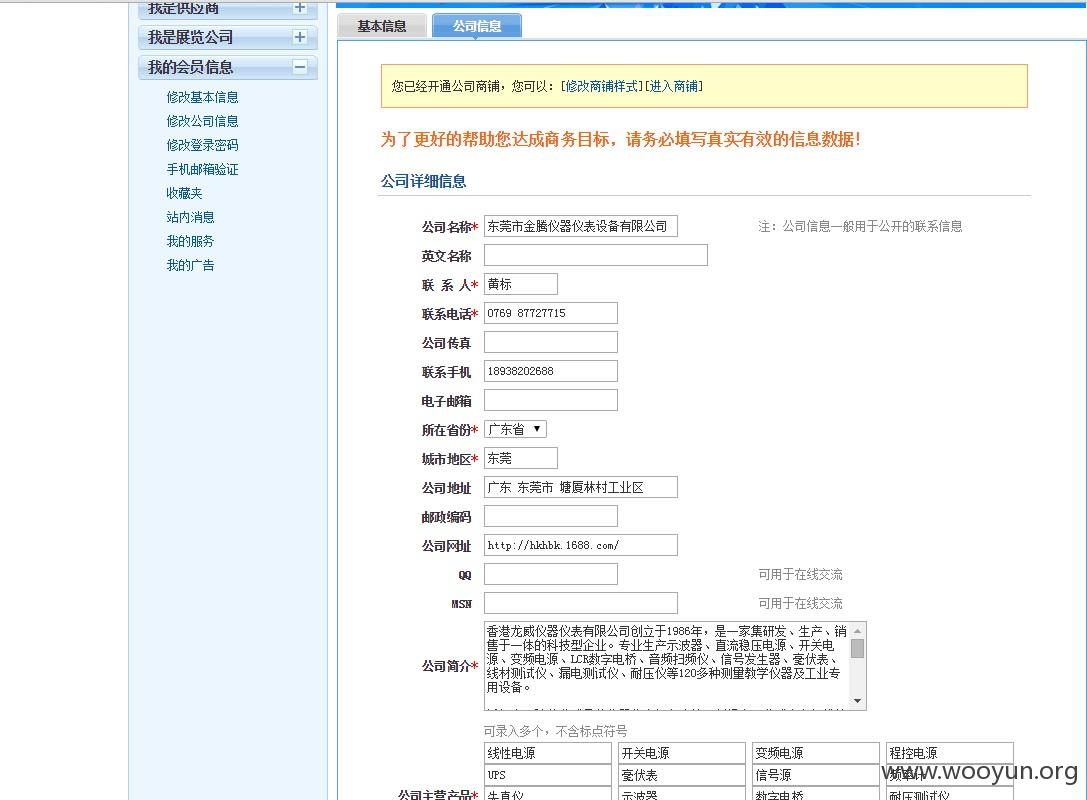 我是供应商
我是展览公司
我的会员信息
修改基本信息
修改公司信息
修改登录密码
手机邮箱验证
收藏夹
站内消息
我的服务
我的广告
基本信息 公司信息
您已经开通公司商铺，您可以：[修改商铺样式][进入商铺]
为了更好的帮助您达成商务目标，请务必填写真实有效的信息数据！
公司详细信息
公司名称* 东莞市金腾仪器仪表设备有限公司 注：公司信息一般用于公开的联系信息
英文名称
联 系 人* 黄标
联系电话* 0769 87727715
公司传真
联系手机 18938202688
电子邮箱
所在省份* 广东省
城市地区* 东莞
公司地址 广东 东莞市 塘厦林村工业区
邮政编码
公司网址 http://hkhbk.1688.com/
QQ 可用于在线交流
MSN 可用于在线交流
公司简介*
香港龙威仪器仪表有限公司创立于1986年，是一家集研发、生产、销
售于一体的科技型企业。专业生产示波器、直流稳压电源、开关电
源、变频电源、LCR数字电桥、音频扫频仪、信号发生器、毫伏表、
线材测试仪、漏电测试仪、耐压仪等120多种测量教学仪器及工业专
用设备。
可录入多个，不含标点符号
线性电源 开关电源 变频电源 程控电源
UPS 毫伏表 信号源
www.wooyun.org
公司主营产品* 示波器 数字电桥 耐压测试仪